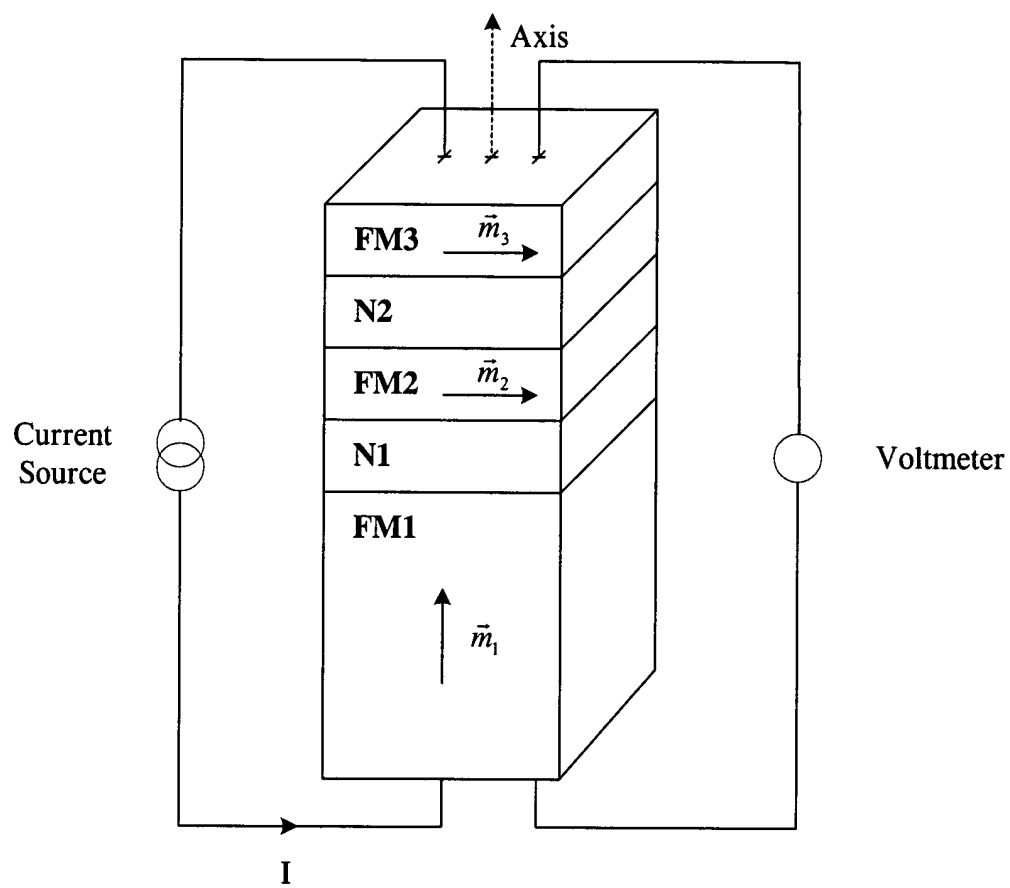 Axis
FM3
m⃗₃
N2
FM2
m⃗₂
N1
FM1
m⃗₁
Current
Source
Voltmeter
I